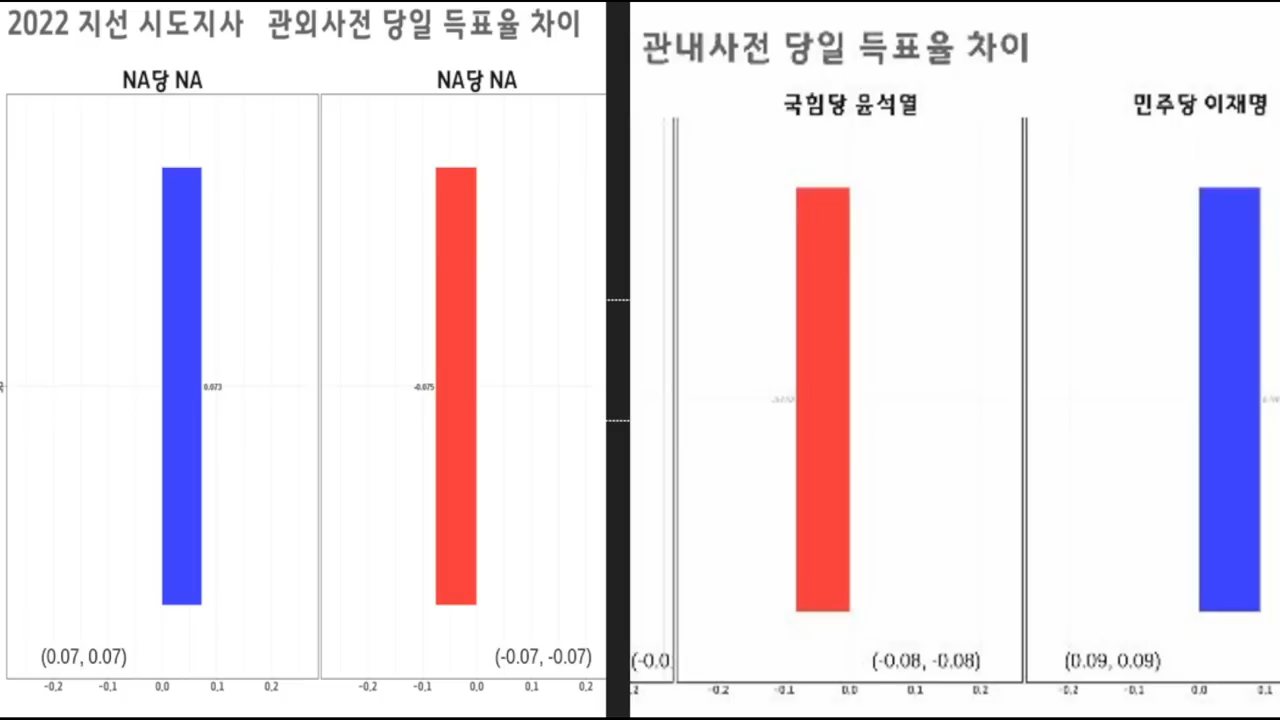 2022 지선 시도지사 관외사전 당일 득표율 차이
NA당 NA
NA당 NA
0.073
-0.075
(0.07, 0.07)
(-0.07, -0.07)
-0,2 -0,1 0,0 0,1 0,2
-0,2 -0,1 0,0 0,1 0,2
관내사전 당일 득표율 차이
국힘당 윤석열
민주당 이재명
(-0.0
(-0.08, -0.08)
(0.09, 0.09)
-0.2 -0.1 0.0 0.1 0.2
-0.2 -0.1 0.0 0.1